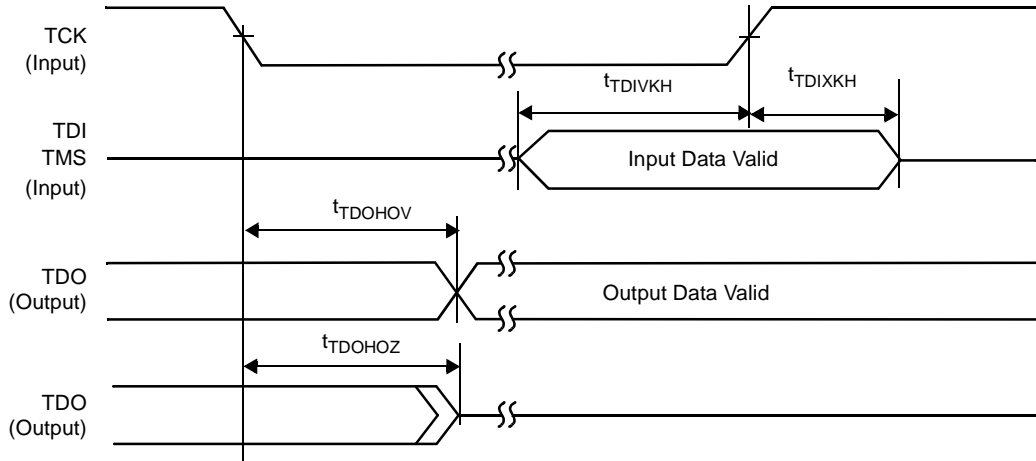 TCK
(Input)
tTDIVKH
tTDIXKH
TDI
TMS
(Input)
Input Data Valid
tTDOHOV
TDO
(Output)
Output Data Valid
tTDOHOZ
TDO
(Output)